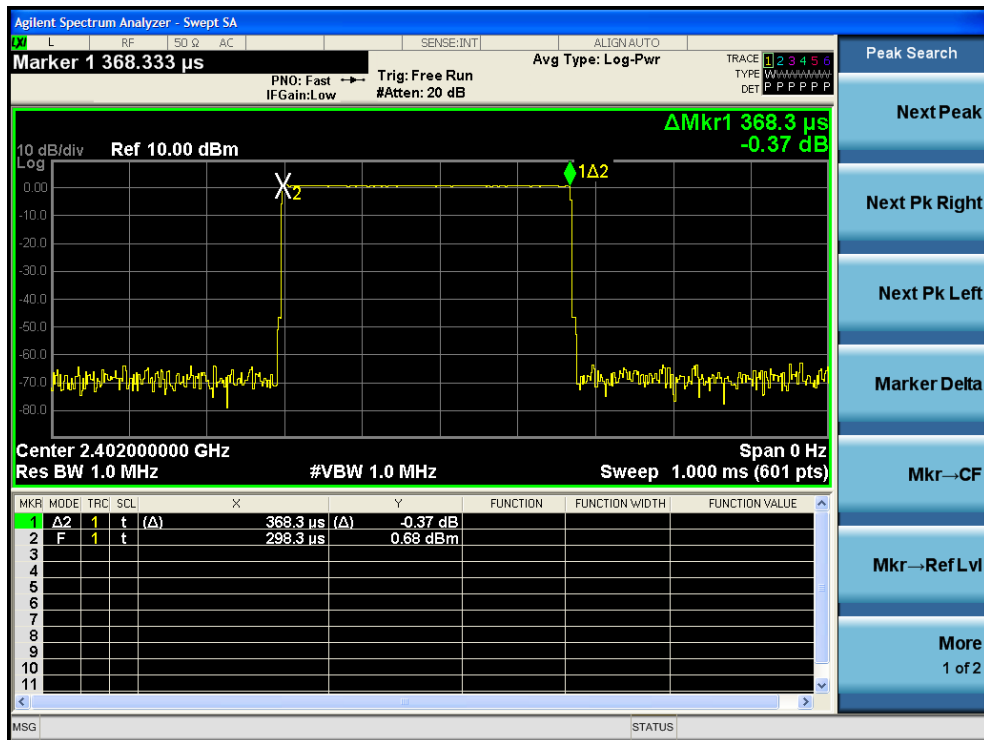 Agilent Spectrum Analyzer - Swept SA
LXI L RF 50 Ω AC SENSE:INT ALIGN AUTO
Marker 1 368.333 µs
PNO: Fast
IFGain:Low
Trig: Free Run
#Atten: 20 dB
Avg Type: Log-Pwr
TRACE 1 2 3 4 5 6
TYPE WWWWWW
DET P P P P P P
Peak Search
Next Peak
Next Pk Right
Next Pk Left
Marker Delta
Mkr→CF
Mkr→Ref Lvl
More
1 of 2
ΔMkr1 368.3 µs
-0.37 dB
10 dB/div Ref 10.00 dBm
Log
0.00
-10.0
-20.0
-30.0
-40.0
-50.0
-60.0
-70.0
-80.0
X2
1Δ2
Center 2.402000000 GHz Span 0 Hz
Res BW 1.0 MHz #VBW 1.0 MHz Sweep 1.000 ms (601 pts)
MKR MODE TRC SCL X Y FUNCTION FUNCTION WIDTH FUNCTION VALUE
1 Δ2 1 t (Δ) 368.3 µs (Δ) -0.37 dB
2 F 1 t 298.3 µs 0.68 dBm
3
4
5
6
7
8
9
10
11
MSG STATUS